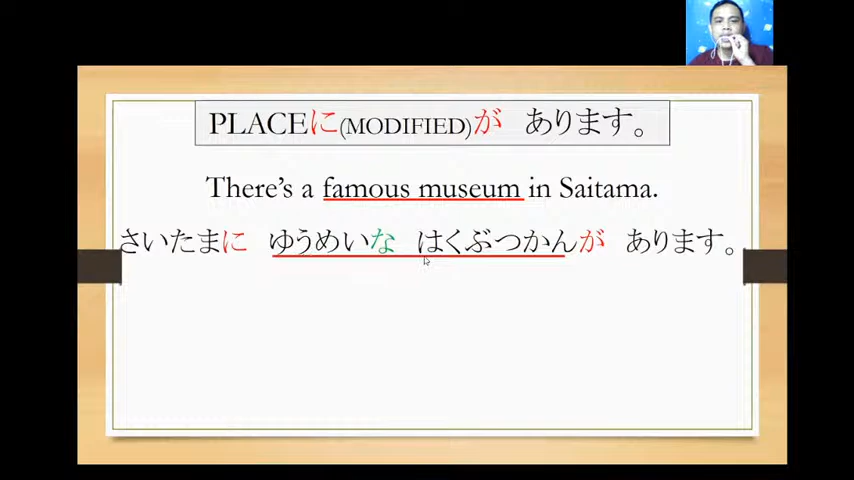 PLACEに(MODIFIED)が あります。
There's a famous museum in Saitama.
さいたまに ゆうめいな はくぶつかんが あります。